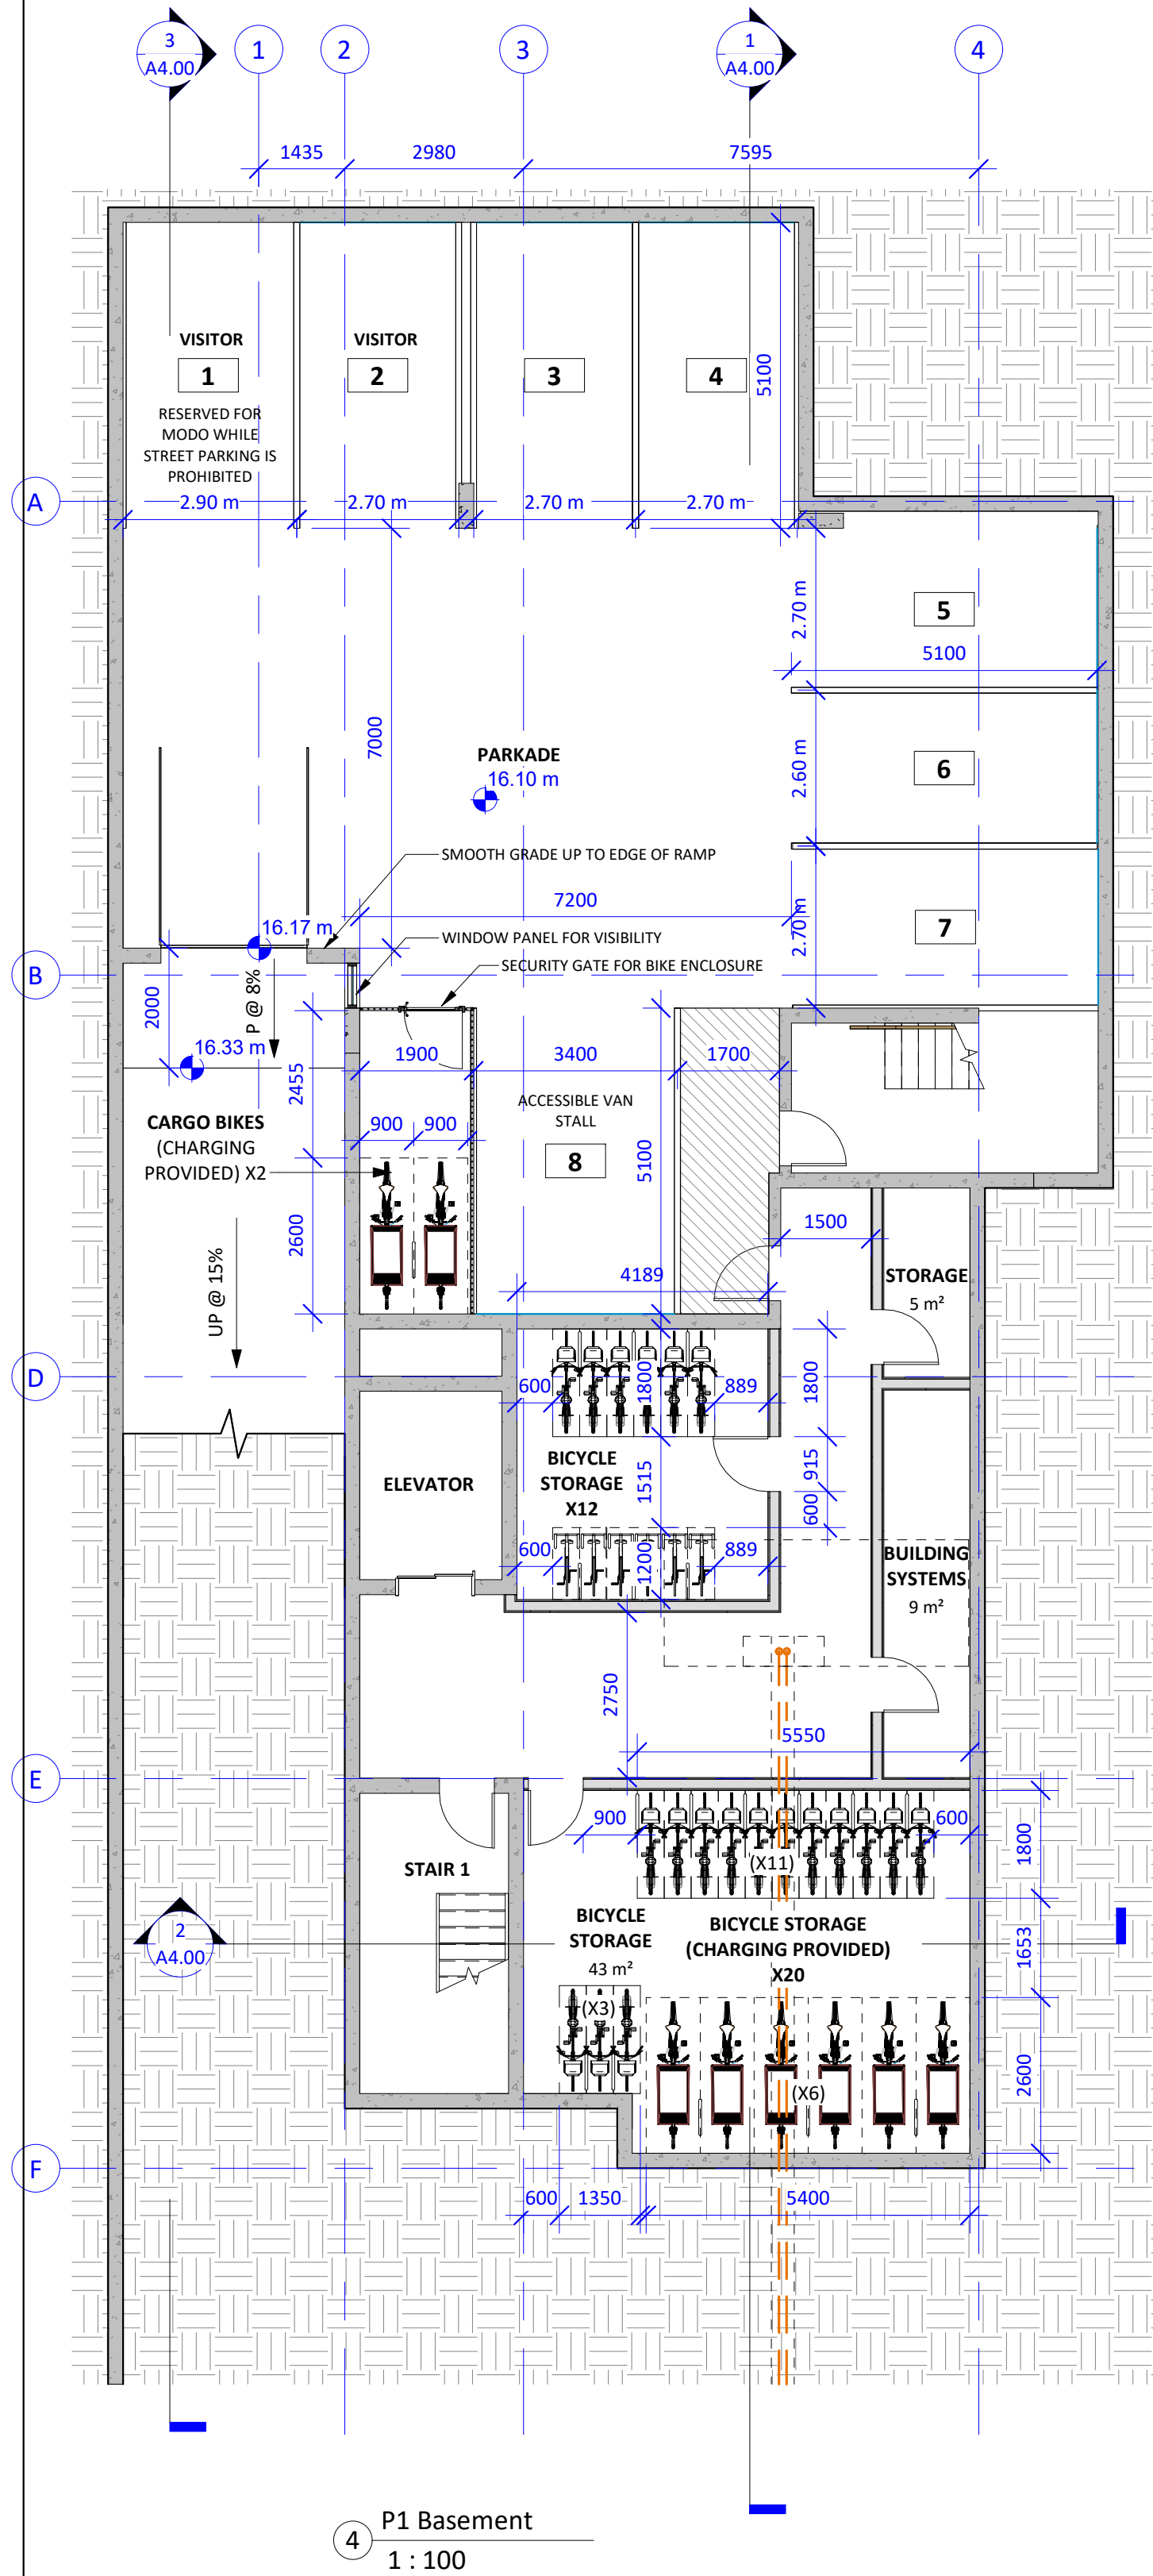 3
A4.00
1
2
3
1
A4.00
4
1435
2980
7595
VISITOR
1
VISITOR
2
3
4
5100
RESERVED FOR
MODO WHILE
STREET PARKING IS
PROHIBITED
A
2.90 m
2.70 m
2.70 m
2.70 m
2.70 m
5
5100
7000
PARKADE
16.10 m
2.60 m
6
SMOOTH GRADE UP TO EDGE OF RAMP
7200
2.70 m
7
16.17 m
WINDOW PANEL FOR VISIBILITY
SECURITY GATE FOR BIKE ENCLOSURE
B
2000
P @ 8%
16.33 m
2455
1900
3400
1700
CARGO BIKES
(CHARGING
PROVIDED) X2
900
900
ACCESSIBLE VAN
STALL
8
5100
2600
UP @ 15%
1500
4189
STORAGE
5 m²
D
600
1800
889
1800
ELEVATOR
BICYCLE
STORAGE
X12
1515
915
600
600
1200
889
BUILDING
SYSTEMS
9 m²
2750
5550
E
900
600
1800
(X11)
STAIR 1
2
A4.00
BICYCLE
STORAGE
43 m²
BICYCLE STORAGE
(CHARGING PROVIDED)
X20
1653
(X3)
(X6)
2600
F
600
1350
5400
4
P1 Basement
1 : 100